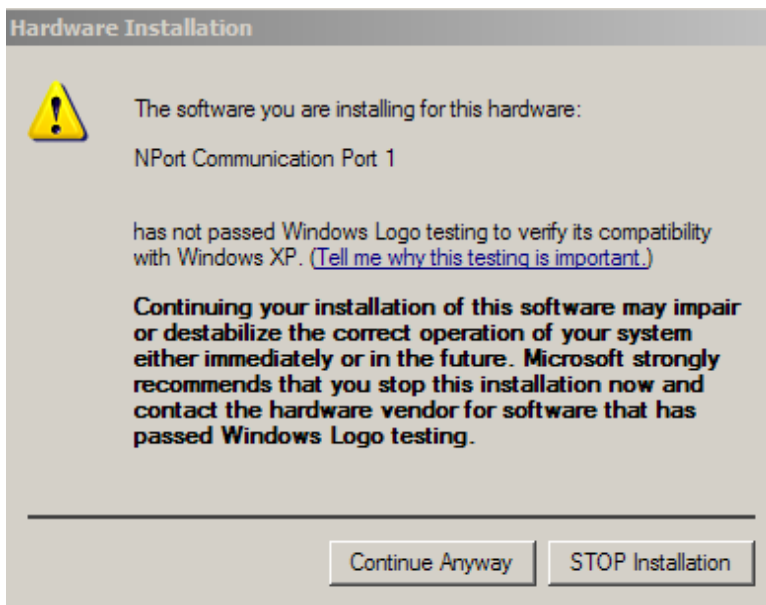 Hardware Installation
The software you are installing for this hardware:
NPort Communication Port 1
has not passed Windows Logo testing to verify its compatibility
with Windows XP. (Tell me why this testing is important.)
Continuing your installation of this software may impair
or destabilize the correct operation of your system
either immediately or in the future. Microsoft strongly
recommends that you stop this installation now and
contact the hardware vendor for software that has
passed Windows Logo testing.
Continue Anyway
STOP Installation